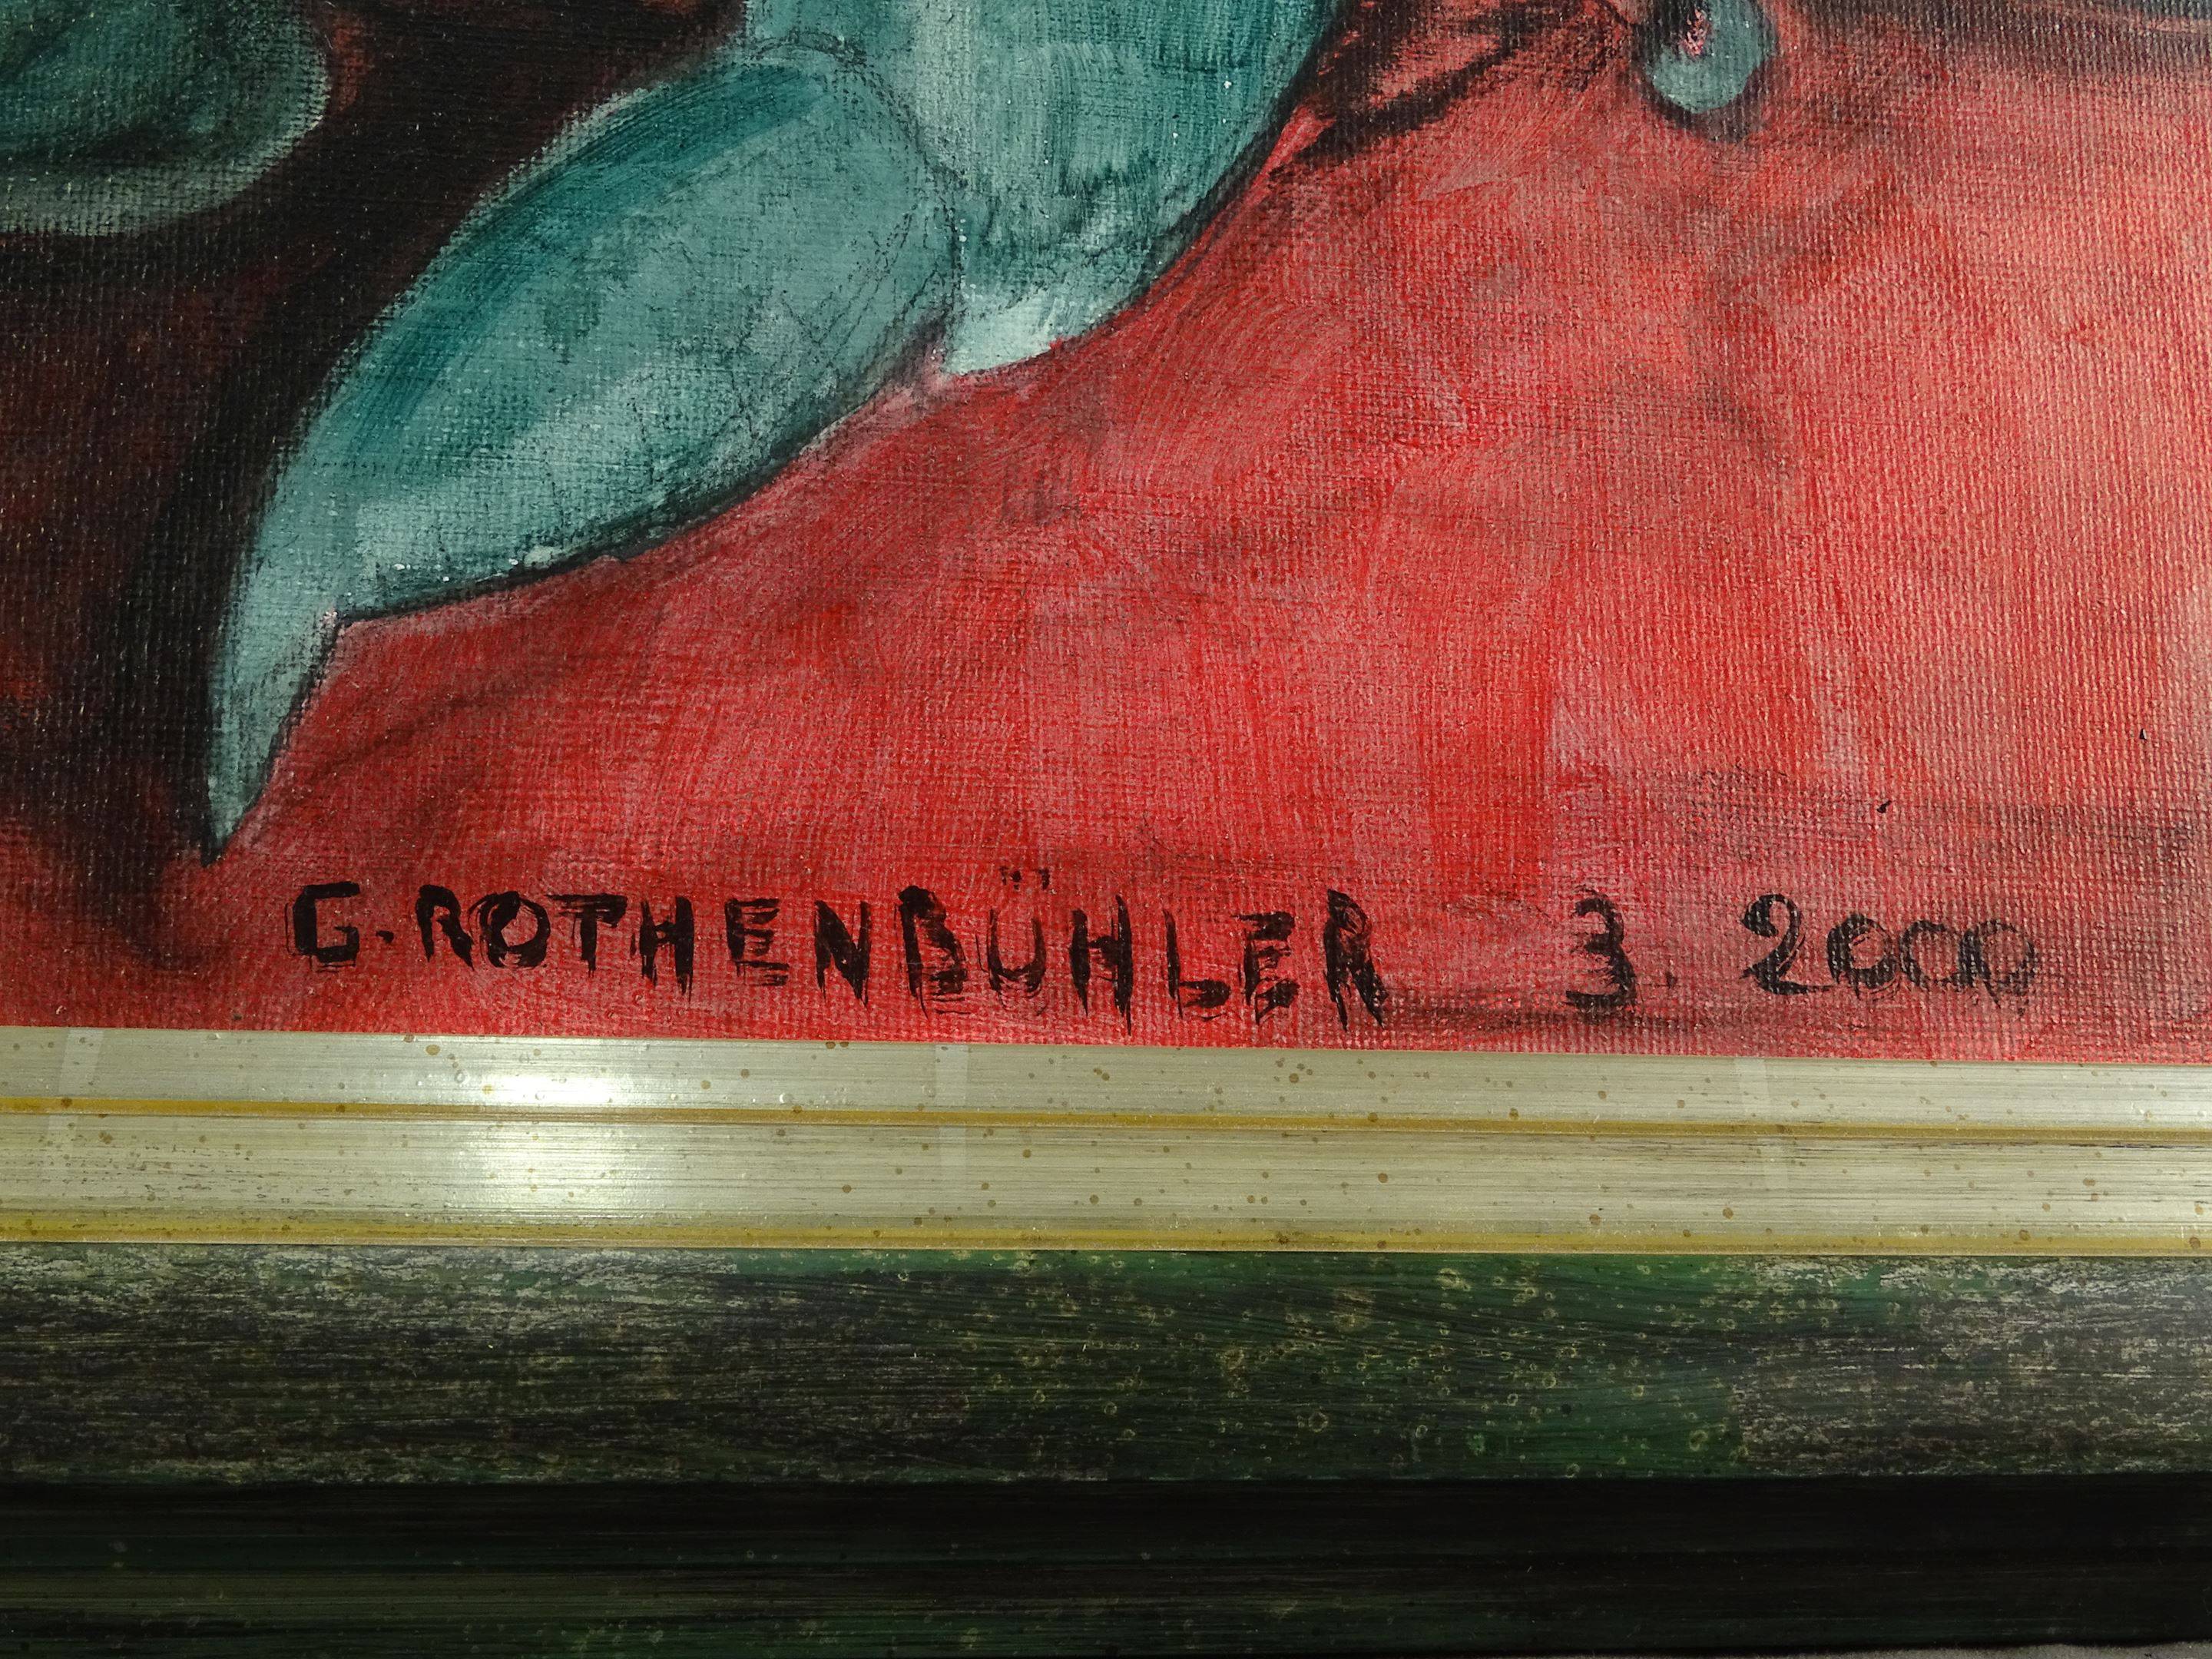 G. ROTHENBÜHLER 3. 2000